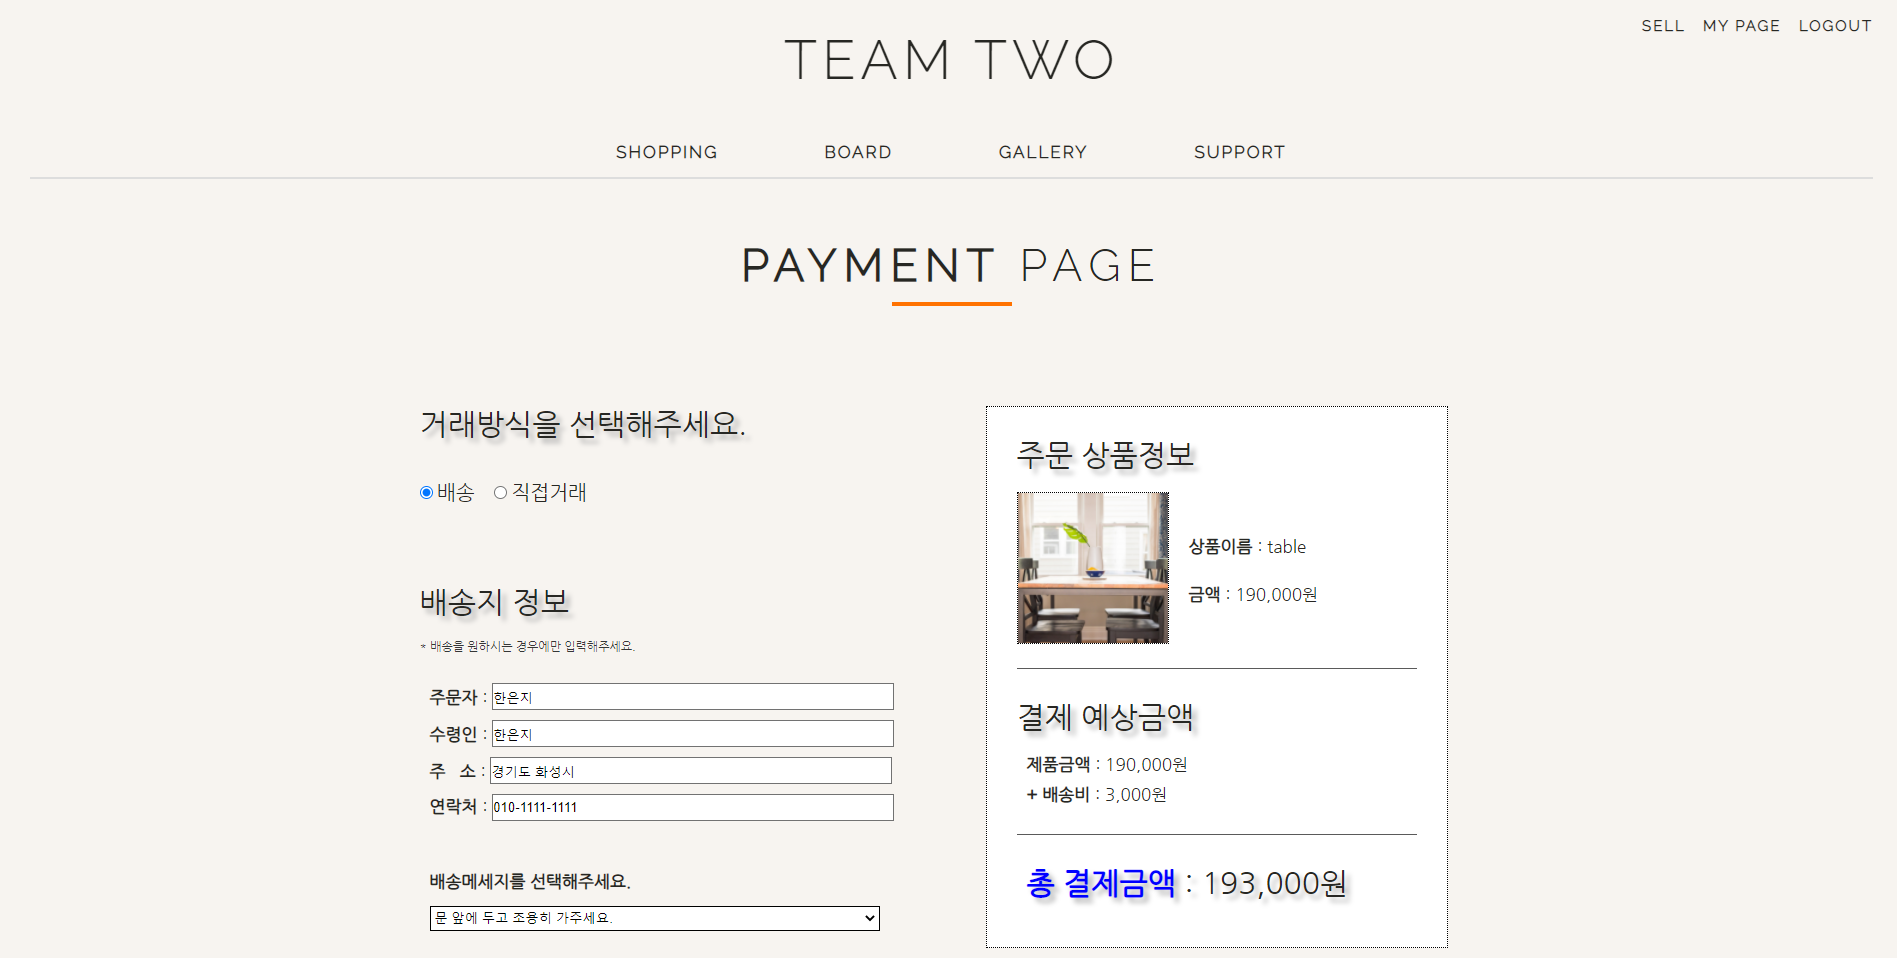 SELL MY PAGE LOGOUT
TEAM TWO
SHOPPING BOARD GALLERY SUPPORT
PAYMENT PAGE
거래방식을 선택해주세요.
배송 직접거래
배송지 정보
* 배송을 원하시는 경우에만 입력해주세요.
주문자 : 한은지
수령인 : 한은지
주 소 : 경기도 화성시
연락처 : 010-1111-1111
배송메세지를 선택해주세요.
문 앞에 두고 조용히 가주세요.
주문 상품정보
상품이름 : table
금액 : 190,000원
결제 예상금액
제품금액 : 190,000원
+ 배송비 : 3,000원
총 결제금액 : 193,000원